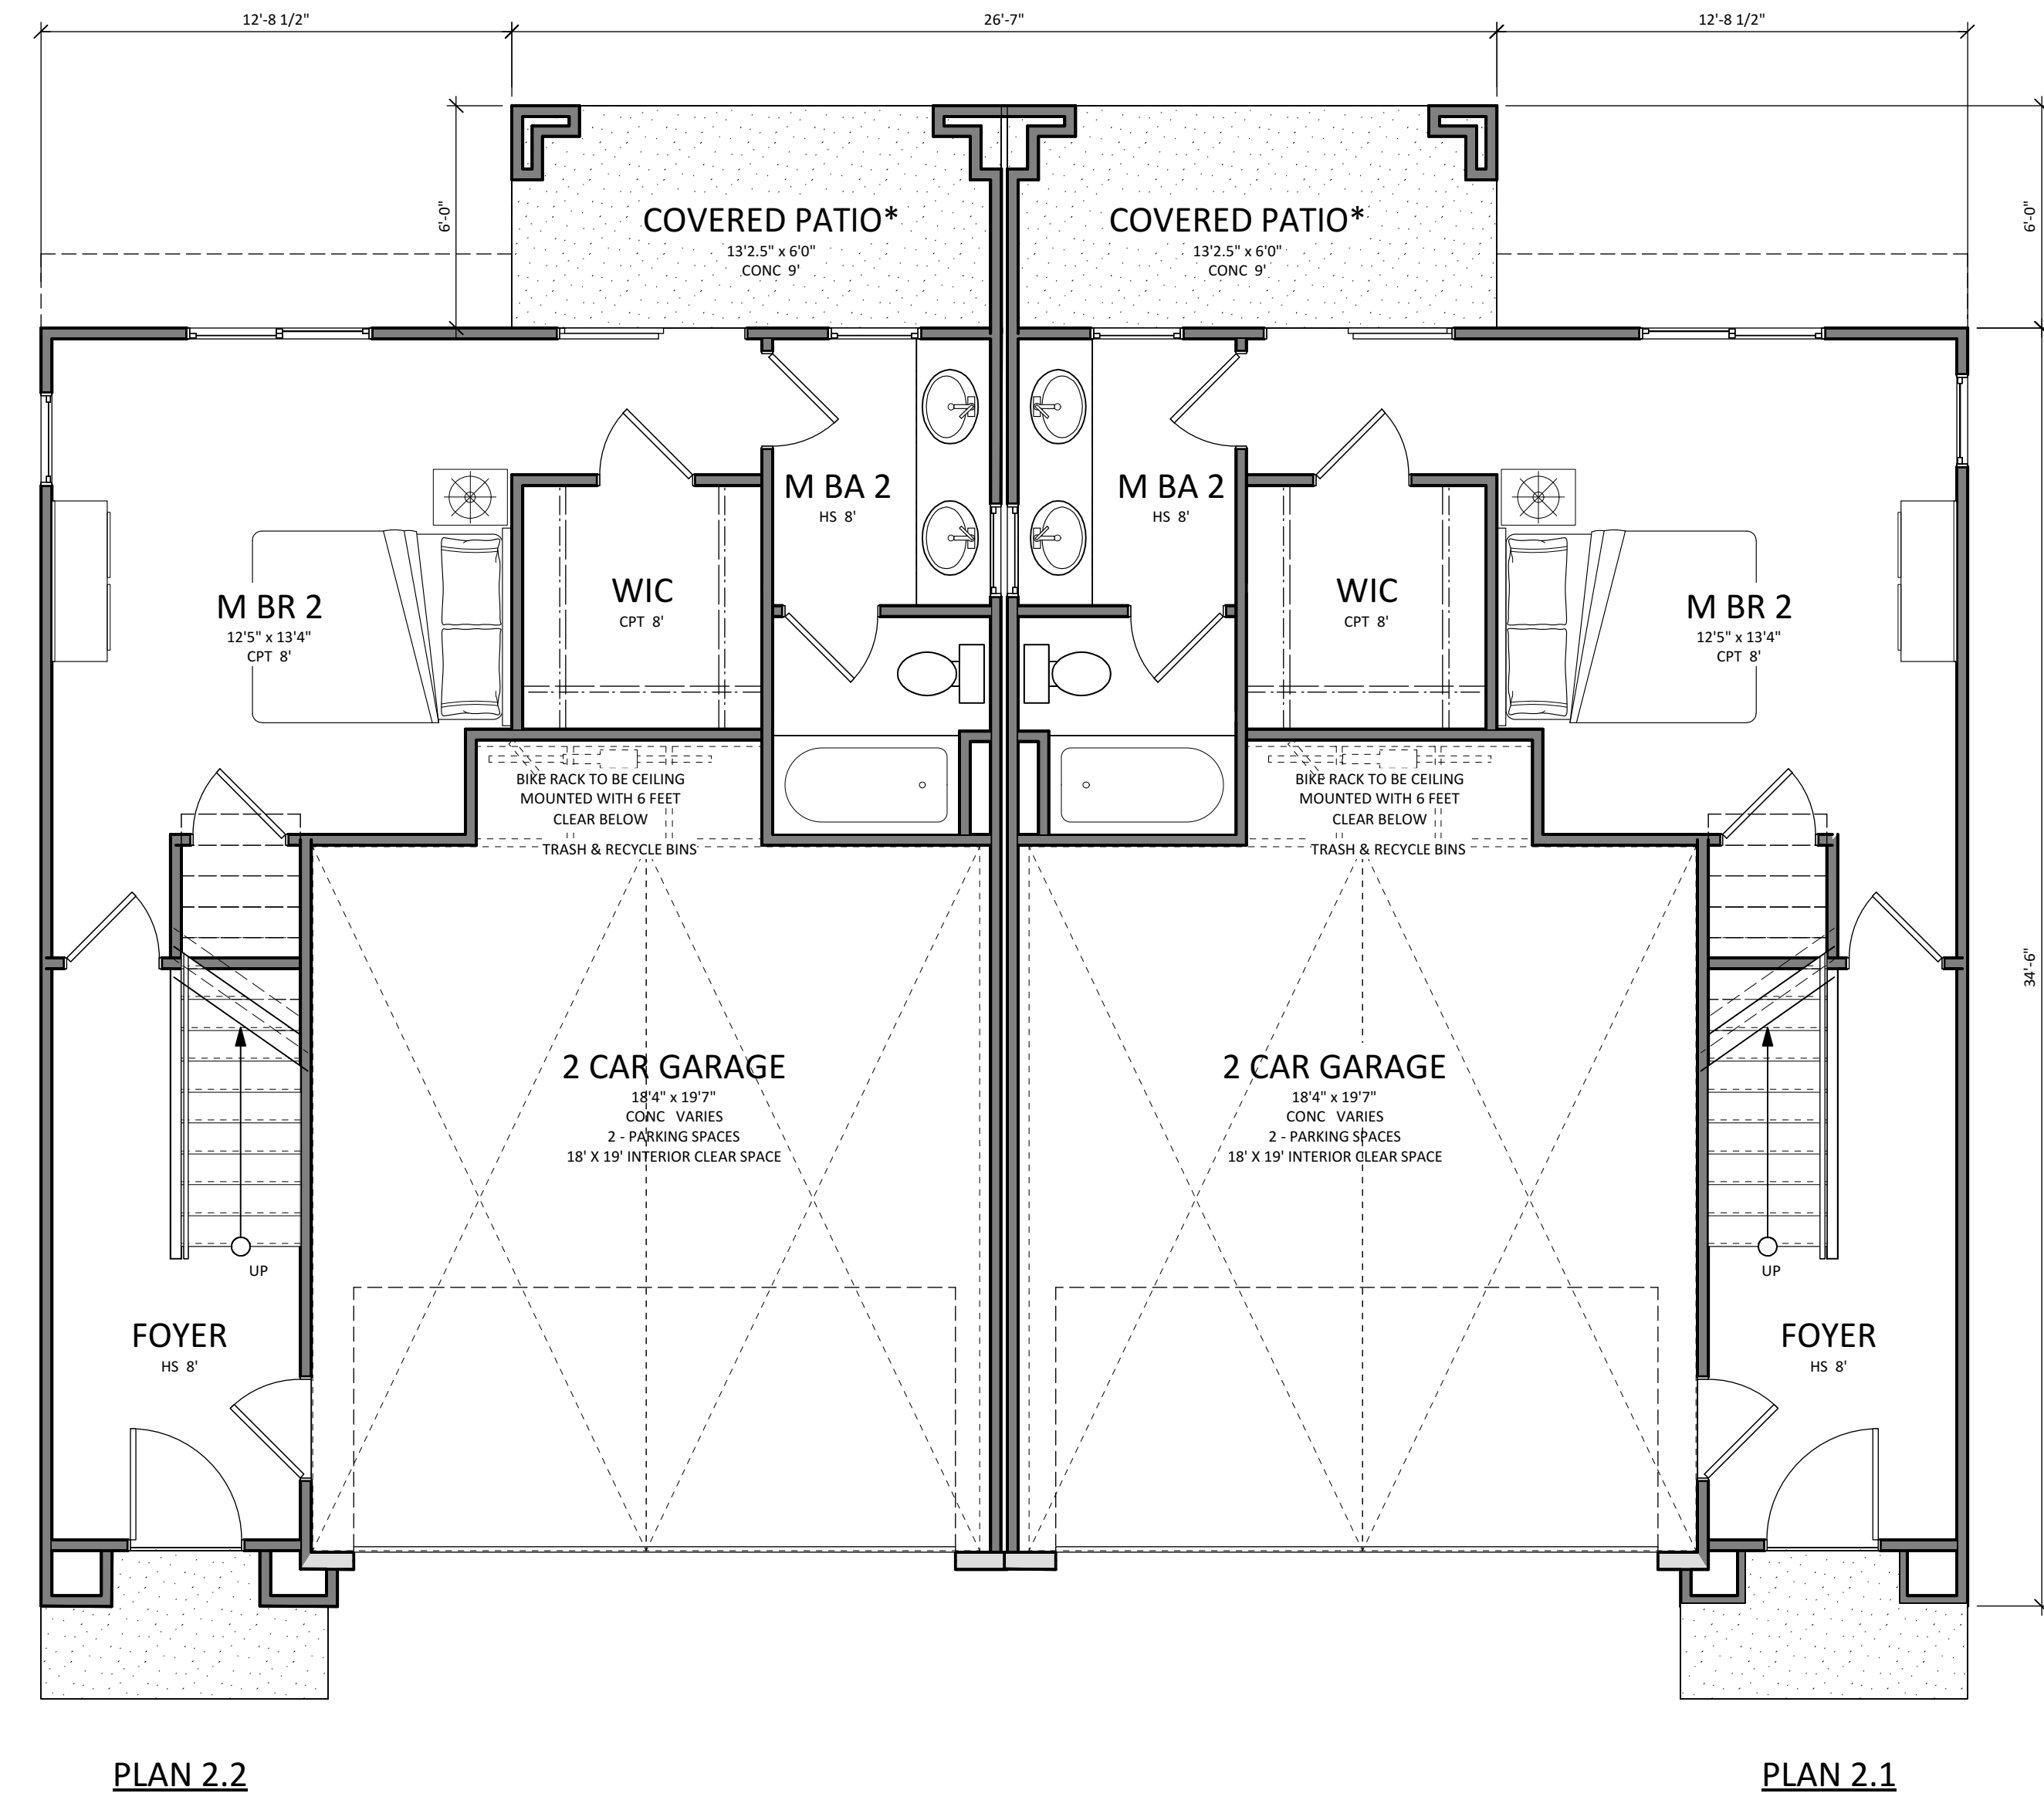 12'-8 1/2"
26'-7"
12'-8 1/2"
6'-0"
6'-0"
COVERED PATIO*
13'2.5" x 6'0"
CONC 9'
COVERED PATIO*
13'2.5" x 6'0"
CONC 9'
M BA 2
HS 8'
M BA 2
HS 8'
M BR 2
12'5" x 13'4"
CPT 8'
WIC
CPT 8'
WIC
CPT 8'
M BR 2
12'5" x 13'4"
CPT 8'
BIKE RACK TO BE CEILING
MOUNTED WITH 6 FEET
CLEAR BELOW
TRASH & RECYCLE BINS
BIKE RACK TO BE CEILING
MOUNTED WITH 6 FEET
CLEAR BELOW
TRASH & RECYCLE BINS
34'-6"
2 CAR GARAGE
18'4" x 19'7"
CONC VARIES
2 - PARKING SPACES
18' X 19' INTERIOR CLEAR SPACE
2 CAR GARAGE
18'4" x 19'7"
CONC VARIES
2 - PARKING SPACES
18' X 19' INTERIOR CLEAR SPACE
UP
UP
FOYER
HS 8'
FOYER
HS 8'
PLAN 2.2
PLAN 2.1